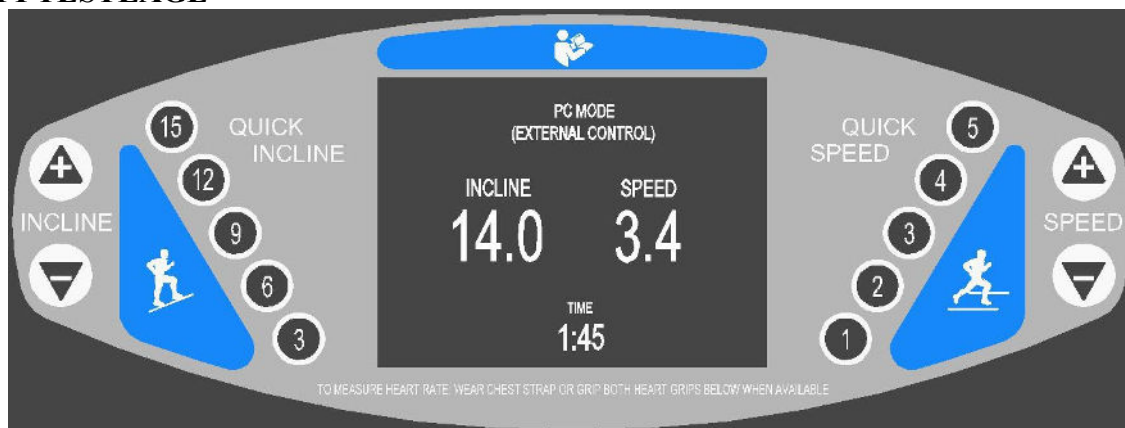 PC MODE
(EXTERNAL CONTROL)
INCLINE SPEED
14.0 3.4
TIME
1:45
15
QUICK
INCLINE
12
9
6
3
+
INCLINE
−
QUICK
SPEED
5
4
3
2
1
+
SPEED
−
TO MEASURE HEART RATE, WEAR CHEST STRAP OR GRIP BOTH HEART GRIPS BELOW WHEN AVAILABLE